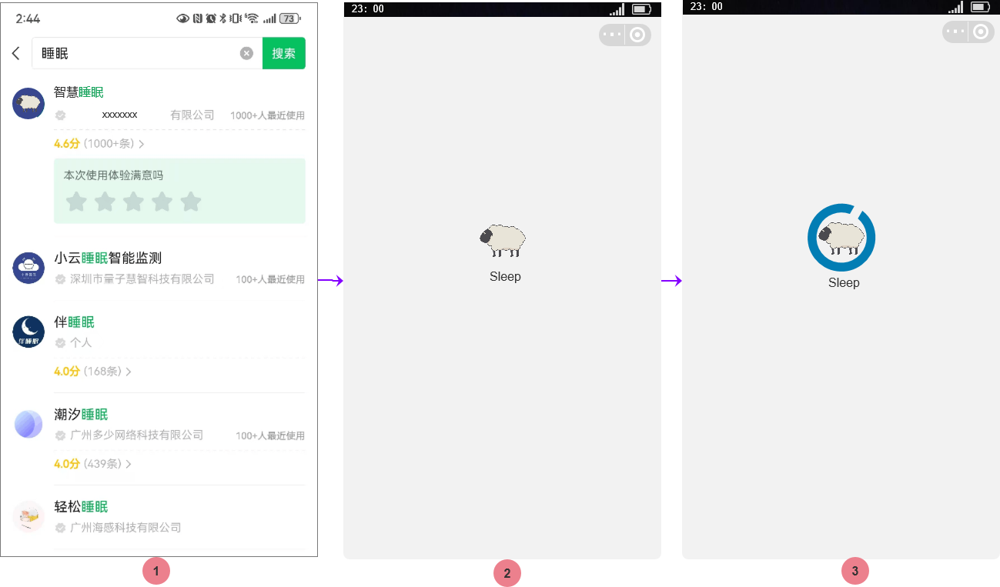 2:44
73
睡眠
搜索
智慧睡眠
xxxxxxx 有限公司 1000+人最近使用
4.6分 (1000+条)
本次使用体验满意吗
小云睡眠智能监测
深圳市量子慧智科技有限公司 100+人最近使用
伴睡眠
伴睡眠
个人
4.0分 (168条)
潮汐睡眠
广州多少网络科技有限公司 100+人最近使用
4.0分 (439条)
轻松睡眠
广州海感科技有限公司
1
23: 00
Sleep
2
23: 00
Sleep
3